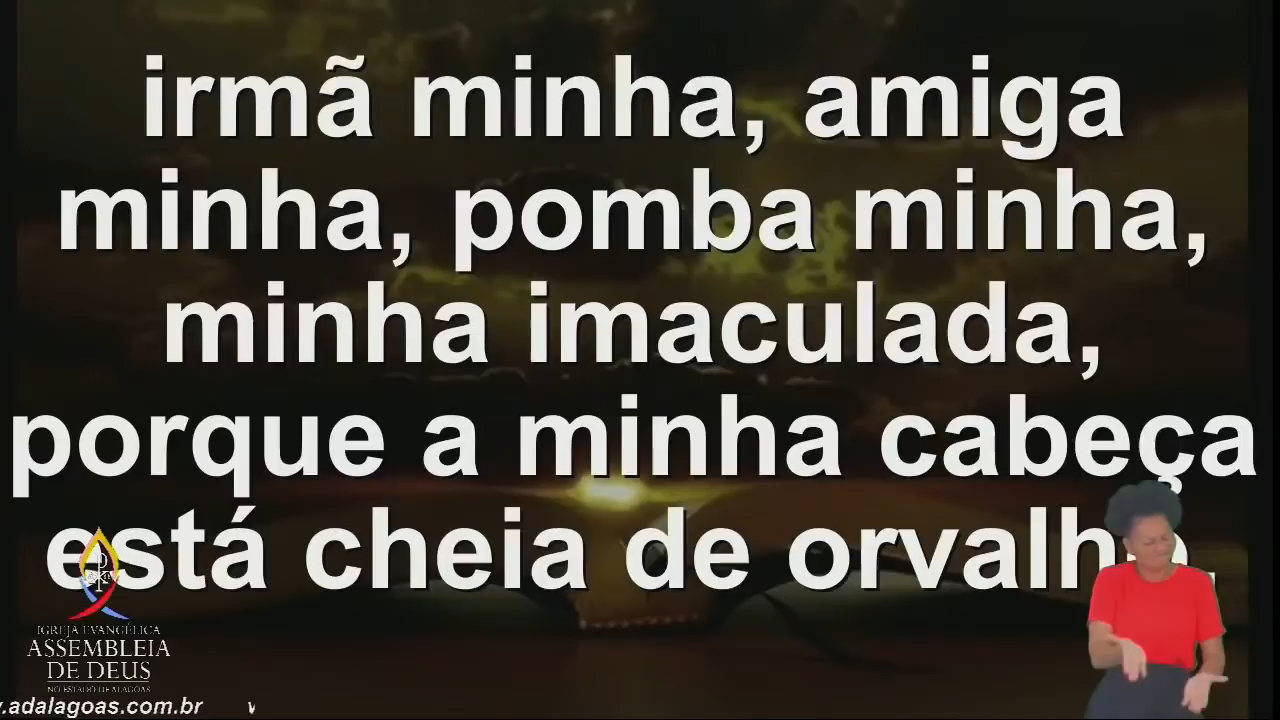 irmã minha, amiga
minha, pomba minha,
minha imaculada,
porque a minha cabeça
está cheia de orvalho,
IGREJA EVANGÉLICA
ASSEMBLEIA
DE DEUS
NO ESTADO DE ALAGOAS
.adalagoas.com.br